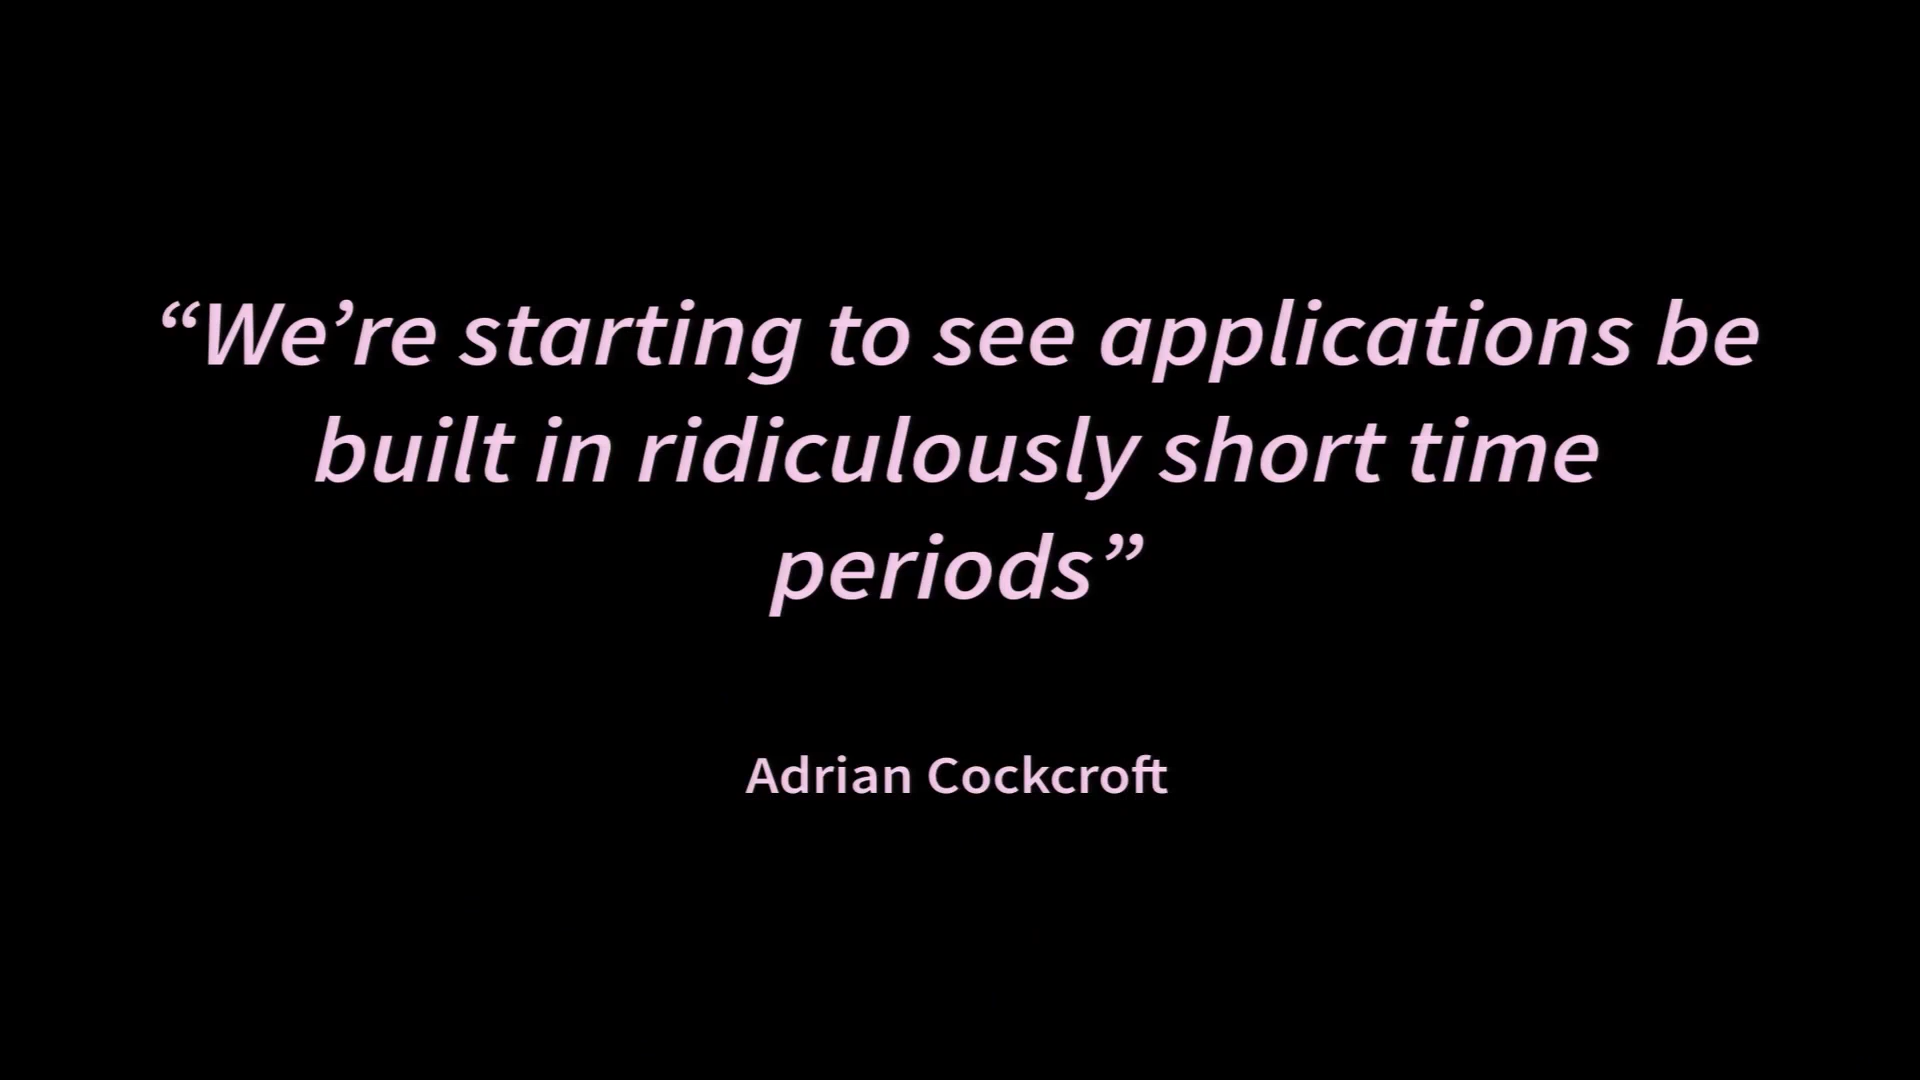 “We’re starting to see applications be
built in ridiculously short time
periods”
Adrian Cockcroft